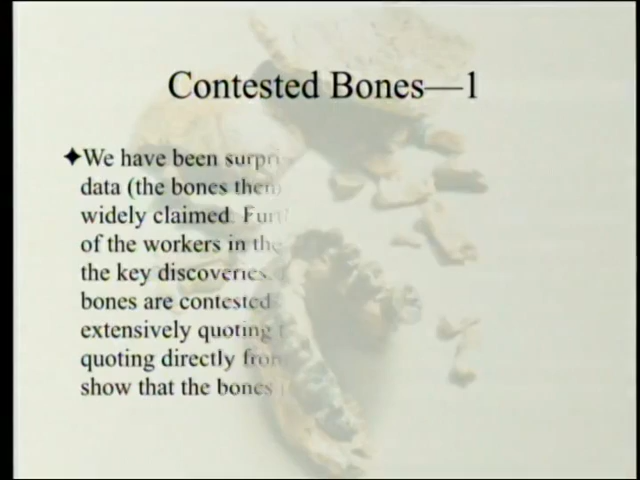 Contested Bones—1
✦We have been surpri
data (the bones them
widely claimed. Furt
of the workers in the
the key discoveries.
bones are contested
extensively quoting
quoting directly from
show that the bones